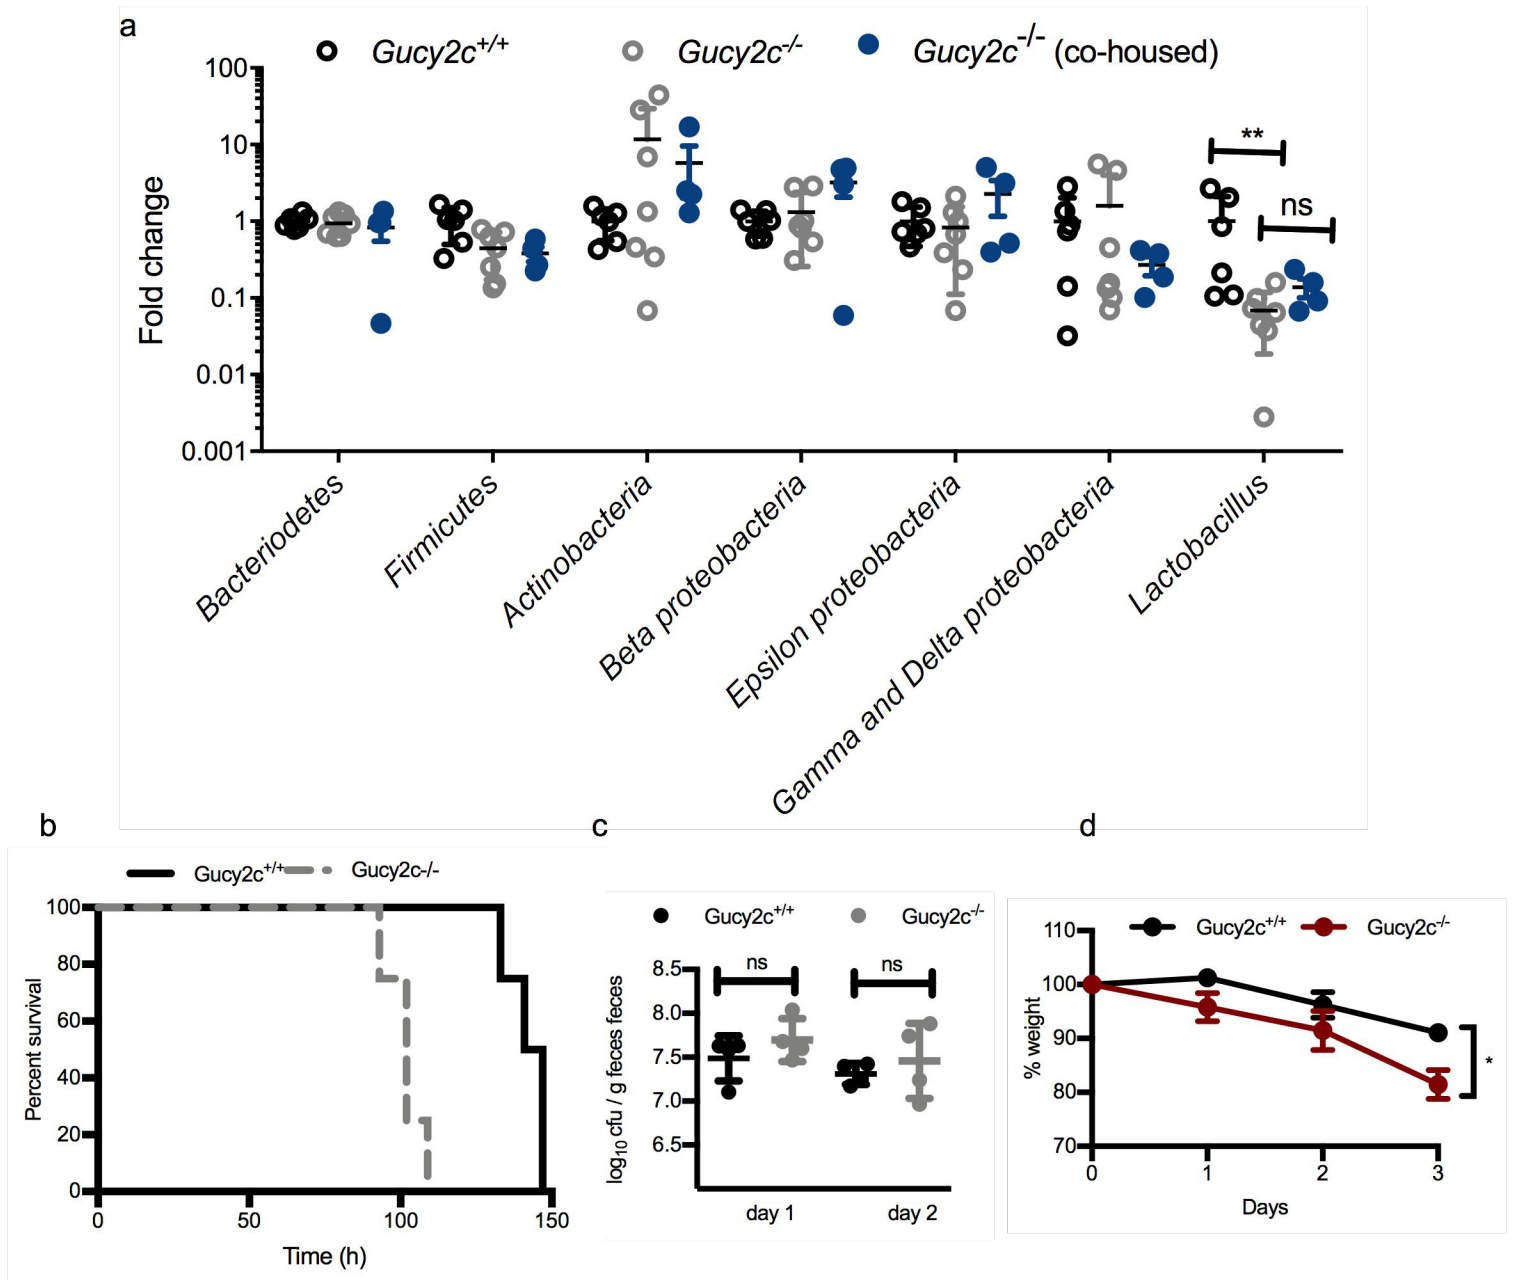 a
Gucy2c+/+ Gucy2c-/- Gucy2c-/- (co-housed)
100
10
1
0.1
0.01
0.001
Fold change
**
ns
Bacteriodetes
Firmicutes
Actinobacteria
Beta proteobacteria
Epsilon proteobacteria
Gamma and Delta proteobacteria
Lactobacillus
b
Gucy2c+/+ Gucy2c-/-
100
80
60
40
20
0
Percent survival
0 50 100 150
Time (h)
c
Gucy2c+/+ Gucy2c-/-
ns ns
8.5
8.0
7.5
7.0
6.5
log10 cfu / g feces feces
day 1 day 2
d
Gucy2c+/+ Gucy2c-/-
110
100
90
80
70
% weight
*
0 1 2 3
Days